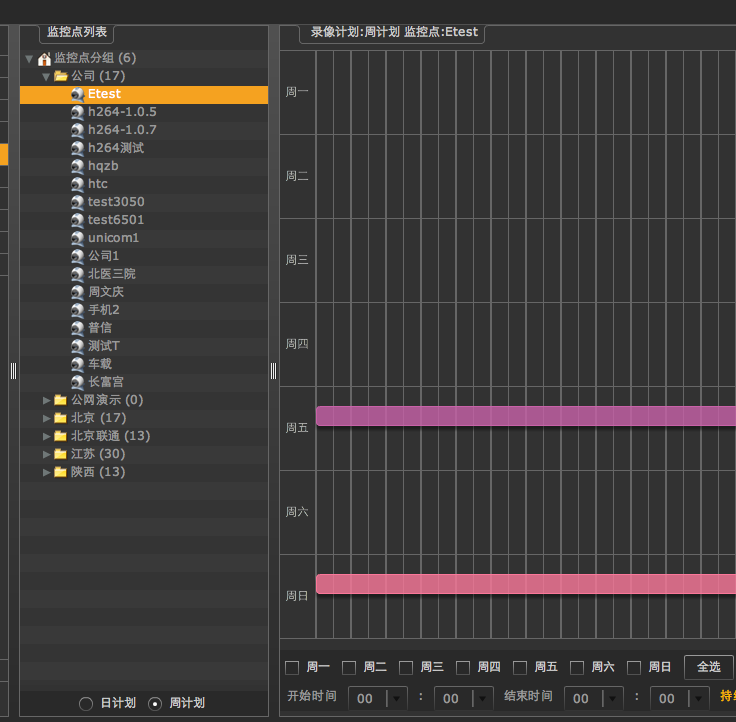 监控点列表
监控点分组 (6)
公司 (17)
Etest
h264-1.0.5
h264-1.0.7
h264测试
hqzb
htc
test3050
test6501
unicom1
公司1
北医三院
周文庆
手机2
普信
测试T
车载
长富宫
公网演示 (0)
北京 (17)
北京联通 (13)
江苏 (30)
陕西 (13)
日计划 周计划
录像计划:周计划 监控点:Etest
周一
周二
周三
周四
周五
周六
周日
周一 周二 周三 周四 周五 周六 周日 全选
开始时间 00 : 00 结束时间 00 : 00 持